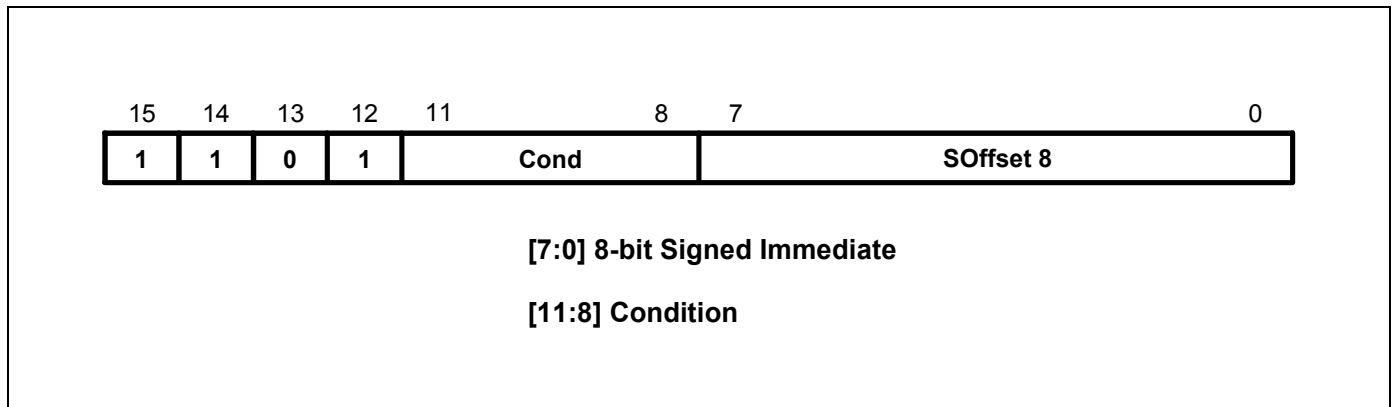 15 14 13 12 11 8 7 0
1 1 0 1 Cond SOffset 8
[7:0] 8-bit Signed Immediate
[11:8] Condition